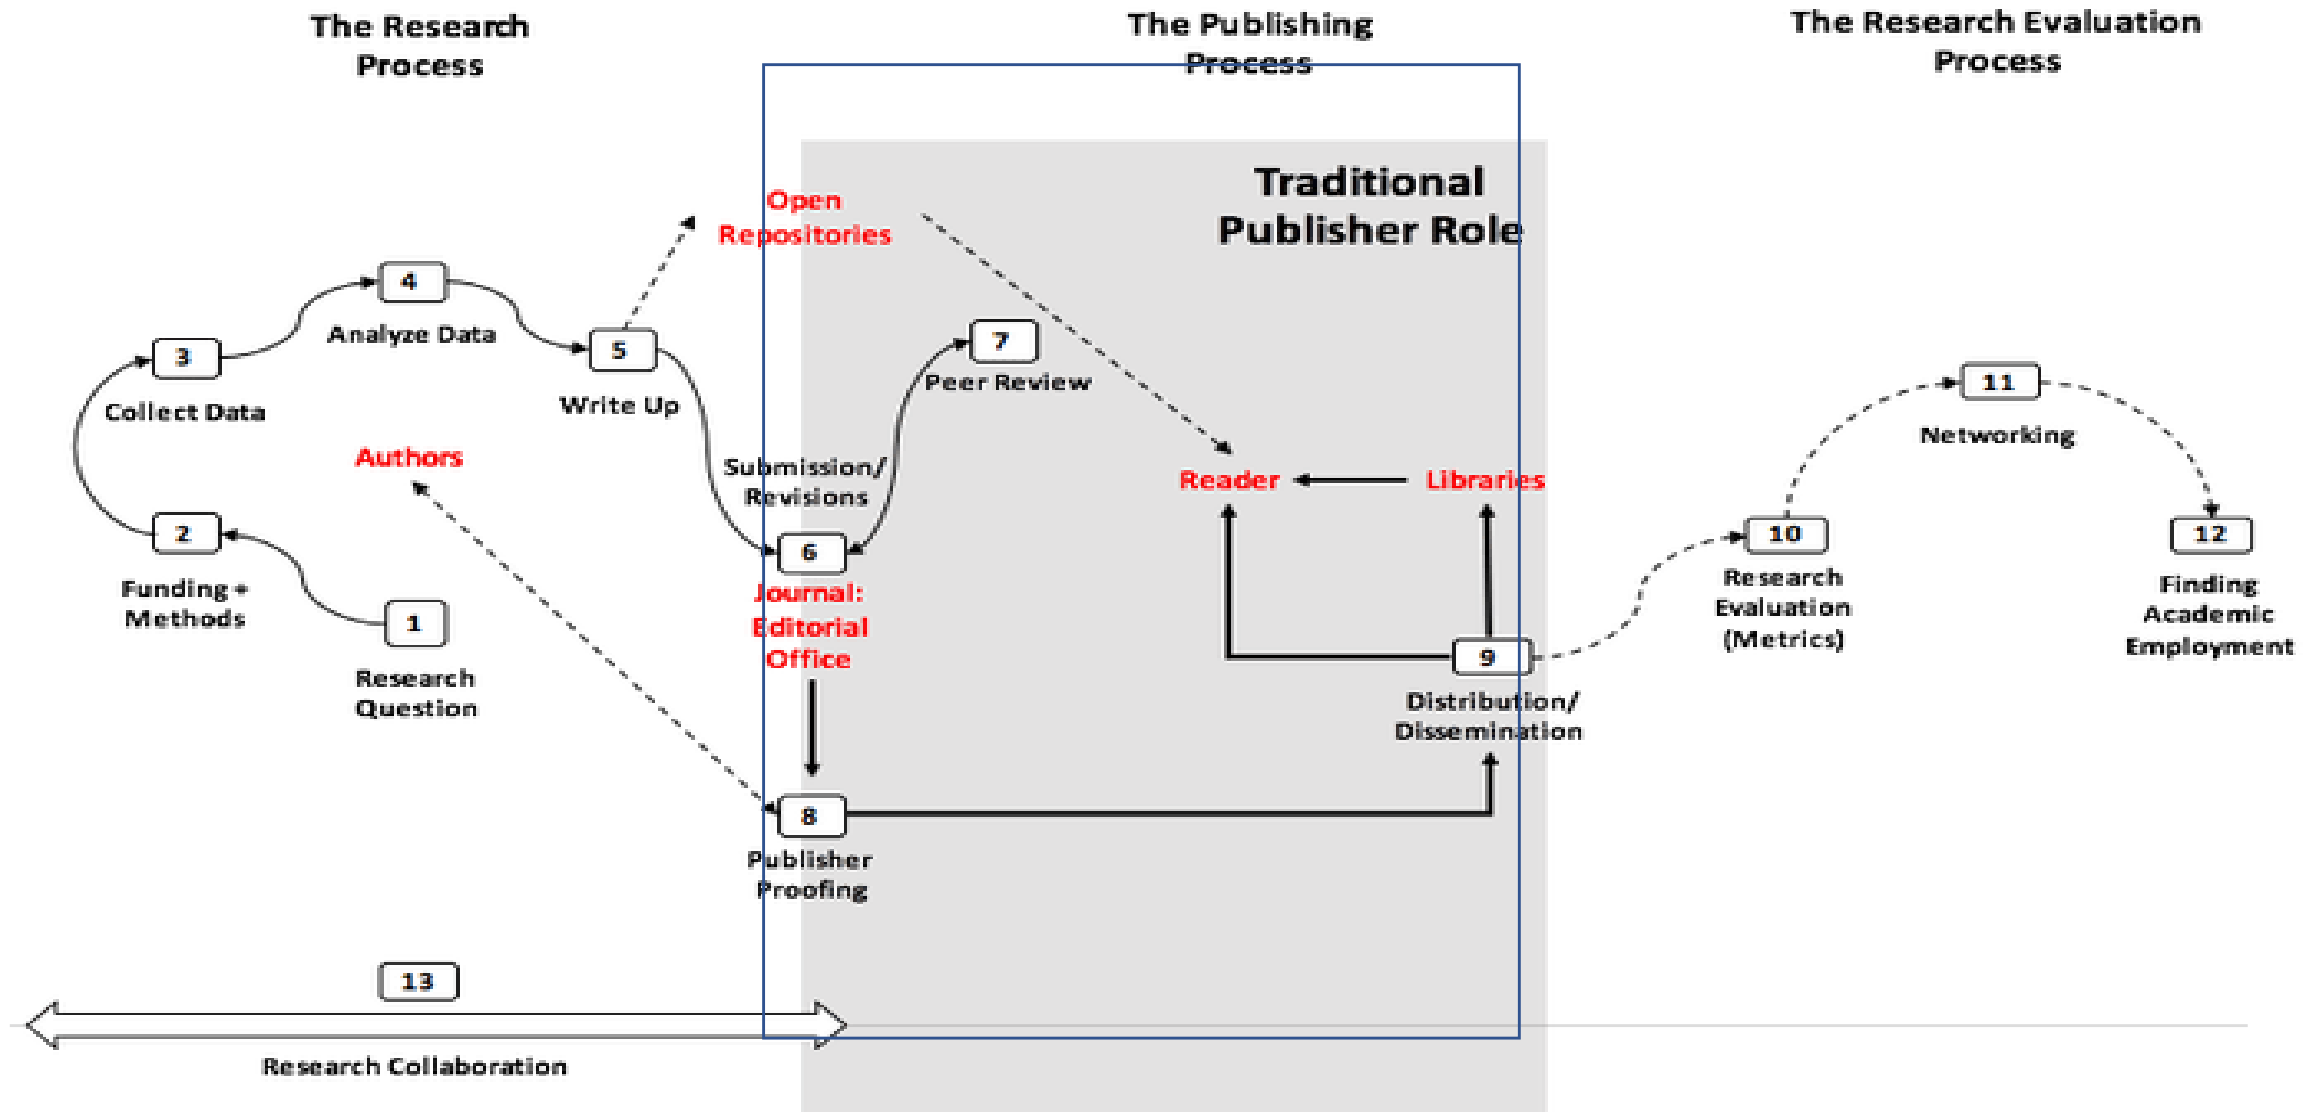 The Research
Process
The Publishing
Process
The Research Evaluation
Process
Traditional
Publisher Role
Open
Repositories
4
Analyze Data
3
Collect Data
5
Write Up
7
Peer Review
Authors
Submission/
Revisions
6
Journal:
Editorial
Office
2
Funding+
Methods
1
Research
Question
Reader
Libraries
9
Distribution/
Dissemination
8
Publisher
Proofing
11
Networking
10
Research
Evaluation
(Metrics)
12
Finding
Academic
Employment
13
Research Collaboration